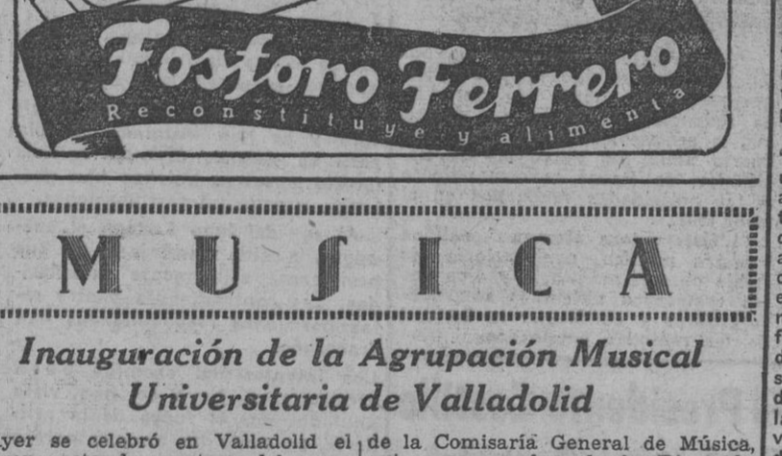 Fosforo Ferrero
Reconstituye y alimenta
MUSICA
Inauguración de la Agrupación Musical
Universitaria de Valladolid
yer se celebró en Valladolid el
de la Comisaría General de Música,